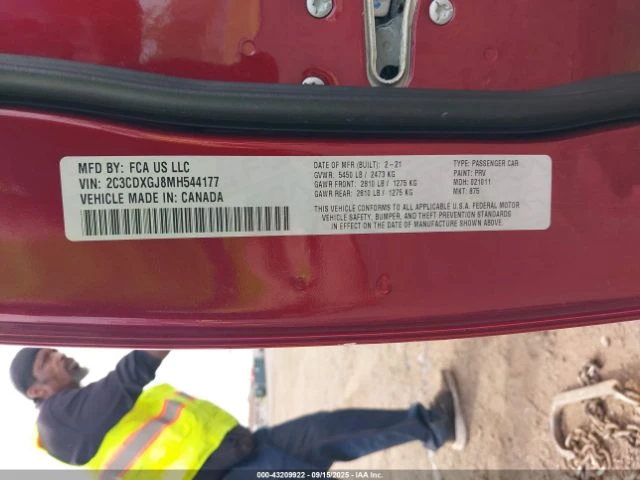 MFD BY: FCA US LLC
VIN: 2C3CDXGJ8MH544177
VEHICLE MADE IN: CANADA
DATE OF MFR (BUILT): 2-21
GVWR: 5450 LB / 2473 KG
GAWR FRONT: 2810 LB / 1275 KG
GAWR REAR: 2810 LB / 1275 KG
TYPE: PASSENGER CAR
PAINT: PRV
MDH: 021011
MKT: 875
THIS VEHICLE CONFORMS TO ALL APPLICABLE U.S.A. FEDERAL MOTOR
VEHICLE SAFETY, BUMPER, AND THEFT PREVENTION STANDARDS
IN EFFECT ON THE DATE OF MANUFACTURE SHOWN ABOVE.
000-43209922 - 09/15/2025 - IAA Inc.